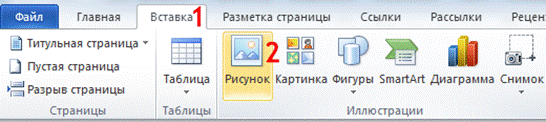 Файл Главная Вставка 1 Разметка страницы Ссылки Рассылки Рецен
Титульная страница
Пустая страница
Разрыв страницы
Страницы
Таблица
Таблицы
Рисунок 2 Картинка Фигуры SmartArt Диаграмма Снимок
Иллюстрации